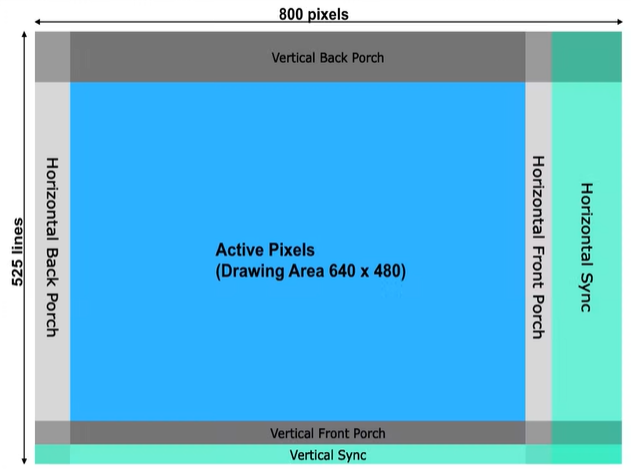 800 pixels
Vertical Back Porch
525 lines
Horizontal Back Porch
Active Pixels
(Drawing Area 640 x 480)
Horizontal Front Porch
Horizontal Sync
Vertical Front Porch
Vertical Sync